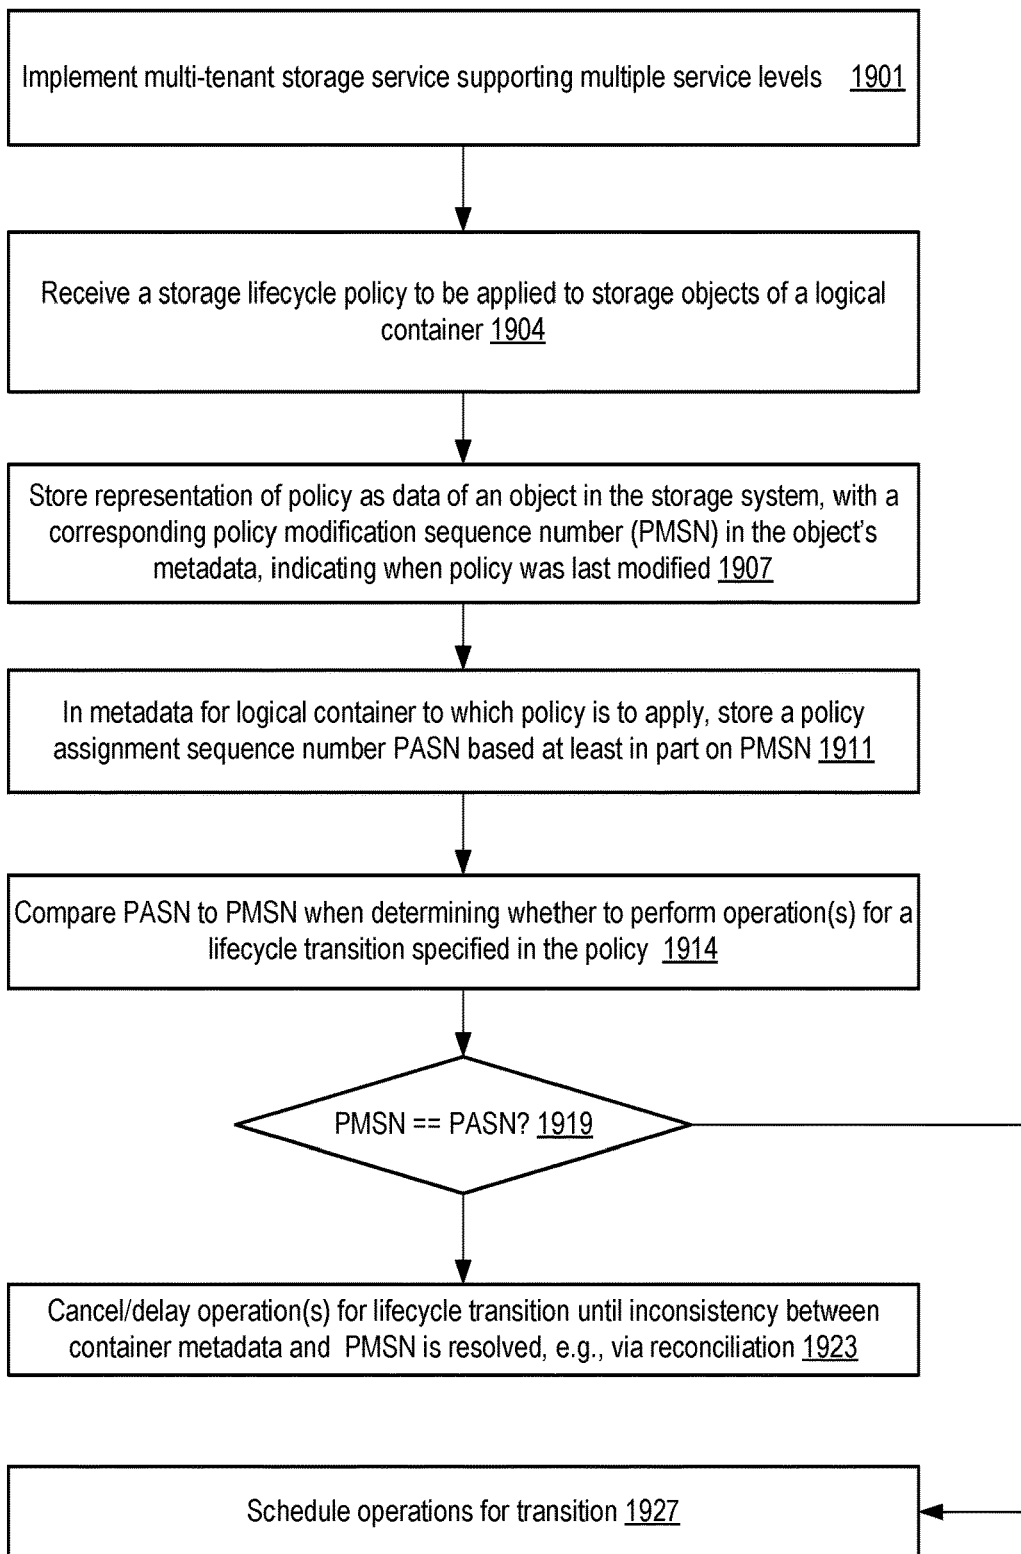 Implement multi-tenant storage service supporting multiple service levels 1901
Receive a storage lifecycle policy to be applied to storage objects of a logical
container 1904
Store representation of policy as data of an object in the storage system, with a
corresponding policy modification sequence number (PMSN) in the object's
metadata, indicating when policy was last modified 1907
In metadata for logical container to which policy is to apply, store a policy
assignment sequence number PASN based at least in part on PMSN 1911
Compare PASN to PMSN when determining whether to perform operation(s) for a
lifecycle transition specified in the policy 1914
PMSN == PASN? 1919
Cancel/delay operation(s) for lifecycle transition until inconsistency between
container metadata and PMSN is resolved, e.g., via reconciliation 1923
Schedule operations for transition 1927